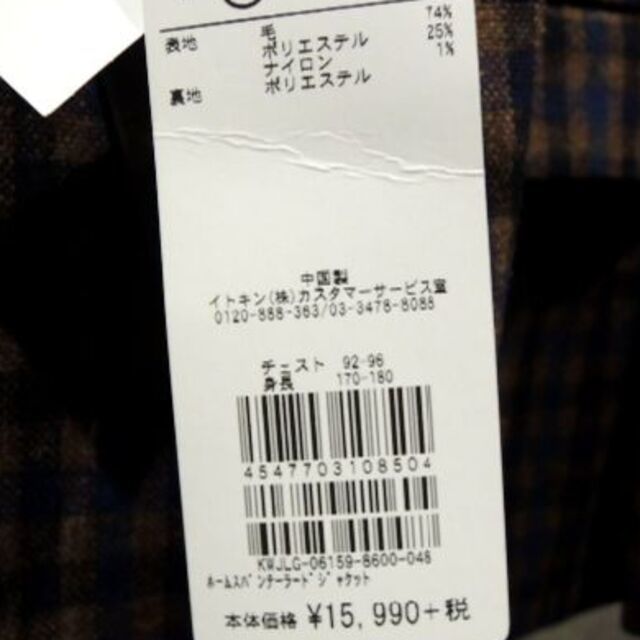 表地 毛 74%
ポリエステル 25%
ナイロン 1%
裏地 ポリエステル
中国製
イトキン(株)カスタマーサービス室
0120-888-363/03-3478-8088
チェスト 92-96
身長 170-180
4547703108504
KWJLG-06159-8600-048
ホームスパンテーラードジャケット
本体価格 ¥15,990+税